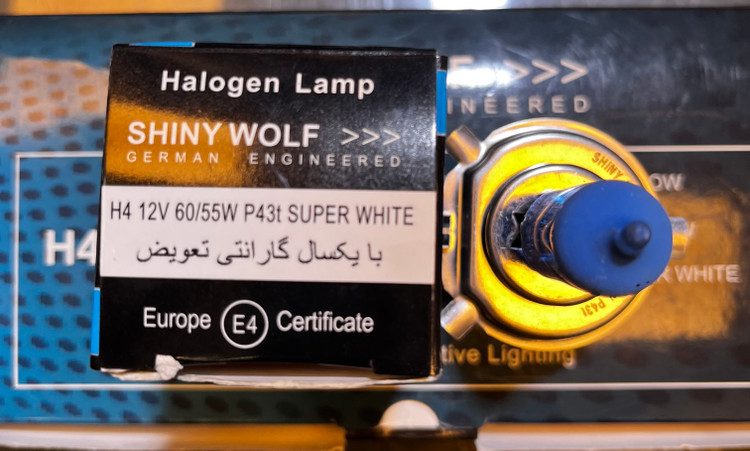 Halogen Lamp
SHINY WOLF >>>
GERMAN ENGINEERED
H4 12V 60/55W P43t SUPER WHITE
با یکسال گارانتی تعویض
Europe E4 Certificate
>>>
INEERED
H4
OW
R WHITE
tive Lighting
SHINY
P43t